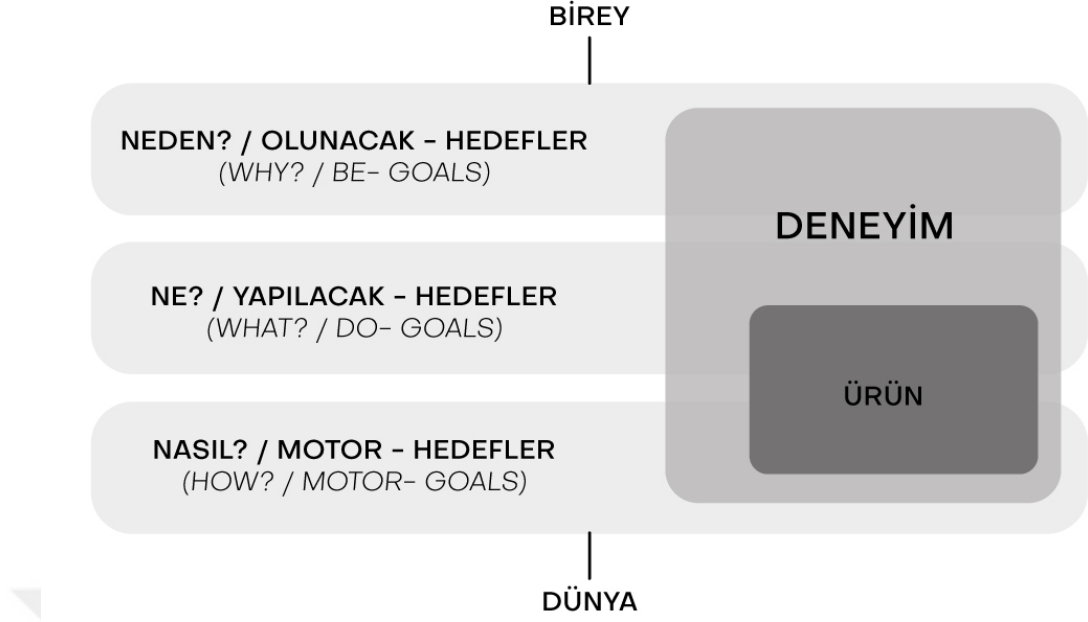 BİREY
NEDEN? / OLUNACAK - HEDEFLER
(WHY? / BE- GOALS)
DENEYİM
NE? / YAPILACAK - HEDEFLER
(WHAT? / DO- GOALS)
ÜRÜN
NASIL? / MOTOR - HEDEFLER
(HOW? / MOTOR- GOALS)
DÜNYA